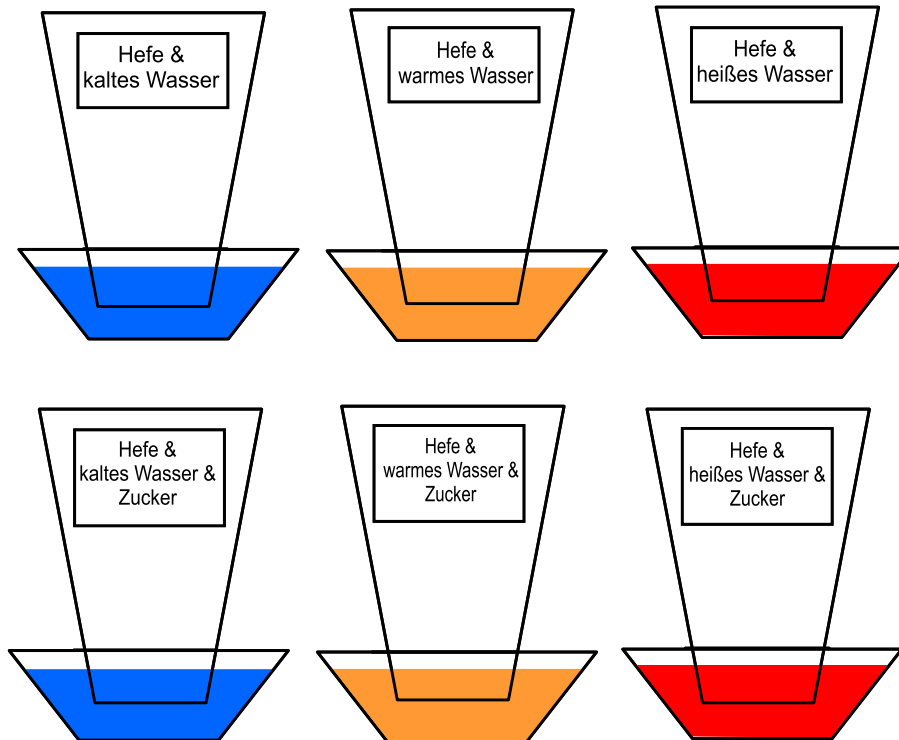 Hefe &
kaltes Wasser
Hefe &
warmes Wasser
Hefe &
heißes Wasser
Hefe &
kaltes Wasser &
Zucker
Hefe &
warmes Wasser &
Zucker
Hefe &
heißes Wasser &
Zucker